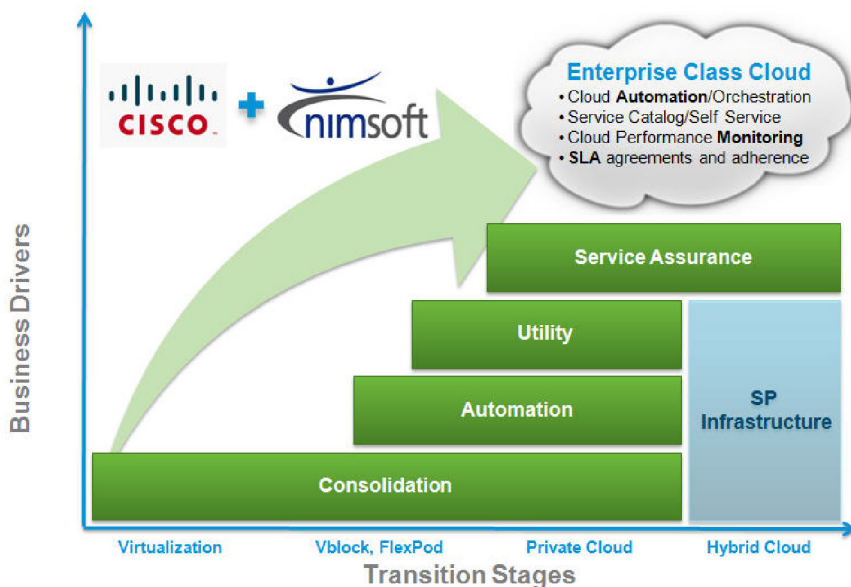 CISCO
+
nimsoft
Enterprise Class Cloud
• Cloud Automation/Orchestration
• Service Catalog/Self Service
• Cloud Performance Monitoring
• SLA agreements and adherence
Business Drivers
Service Assurance
Utility
Automation
SP
Infrastructure
Consolidation
Virtualization
Vblock, FlexPod
Private Cloud
Hybrid Cloud
Transition Stages